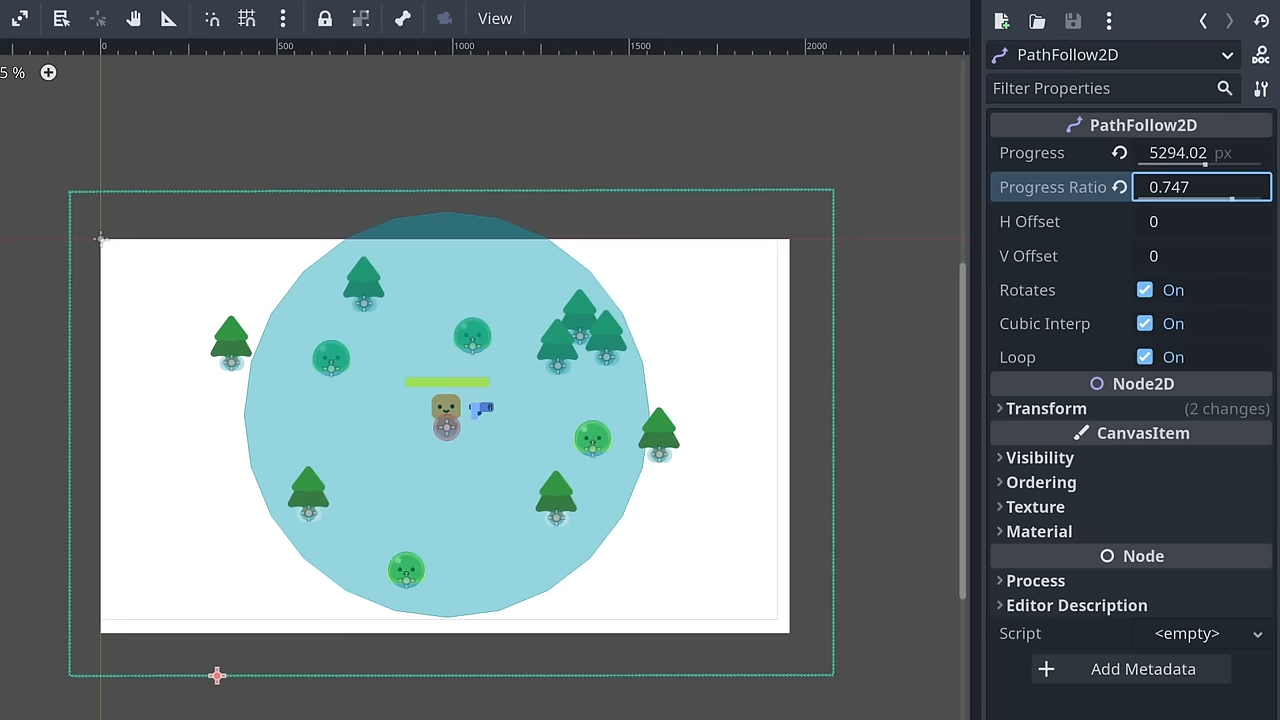 View
0
500
1000
1500
2000
5 %
PathFollow2D
Filter Properties
PathFollow2D
Progress 5294.02 px
Progress Ratio 0.747
H Offset 0
V Offset 0
Rotates On
Cubic Interp On
Loop On
Node2D
Transform (2 changes)
CanvasItem
Visibility
Ordering
Texture
Material
Node
Process
Editor Description
Script <empty>
Add Metadata
DOC